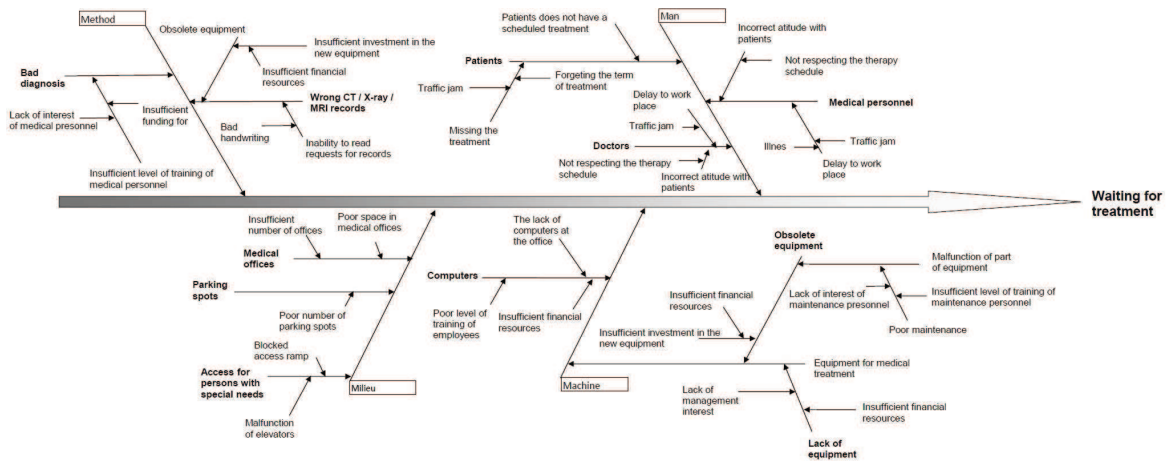 Method
Obsolete equipment
Insufficient investment in the
new equipment
Insufficient financial
resources
Bad
diagnosis
Wrong CT / X-ray /
MRI records
Lack of interest
of medical presonnel
Insufficient
funding for
Bad
handwriting
Inability to read
requests for records
Insufficient level of training of
medical personnel
Patients does not have a
scheduled treatment
Man
Incorrect atitude with
patients
Patients
Not respecting the therapy
schedule
Traffic jam
Forgeting the term
of treatment
Medical personnel
Missing the
treatment
Delay to work
place
Traffic jam
Doctors
Illnes
Traffic jam
Not respecting the therapy
schedule
Incorrect atitude with
patients
Delay to work
place
Waiting for
treatment
Insufficient
number of offices
Poor space in
medical offices
Medical
offices
Parking
spots
Poor number of
parking spots
Blocked
access ramp
Access for
persons with
special needs
Milleu
Malfunction
of elevators
The lack of
computers at
the office
Computers
Poor level of
training of
employees
Insufficient financial
resources
Machine
Obsolete
equipment
Malfunction of part
of equipment
Lack of interest of
maintenance presonnel
Insufficient level of training of
maintenance personnel
Poor maintenance
Insufficient financial
resources
Insufficient investment in the
new equipment
Equipment for medical
treatment
Lack of
management
interest
Insufficient financial
resources
Lack of
equipment